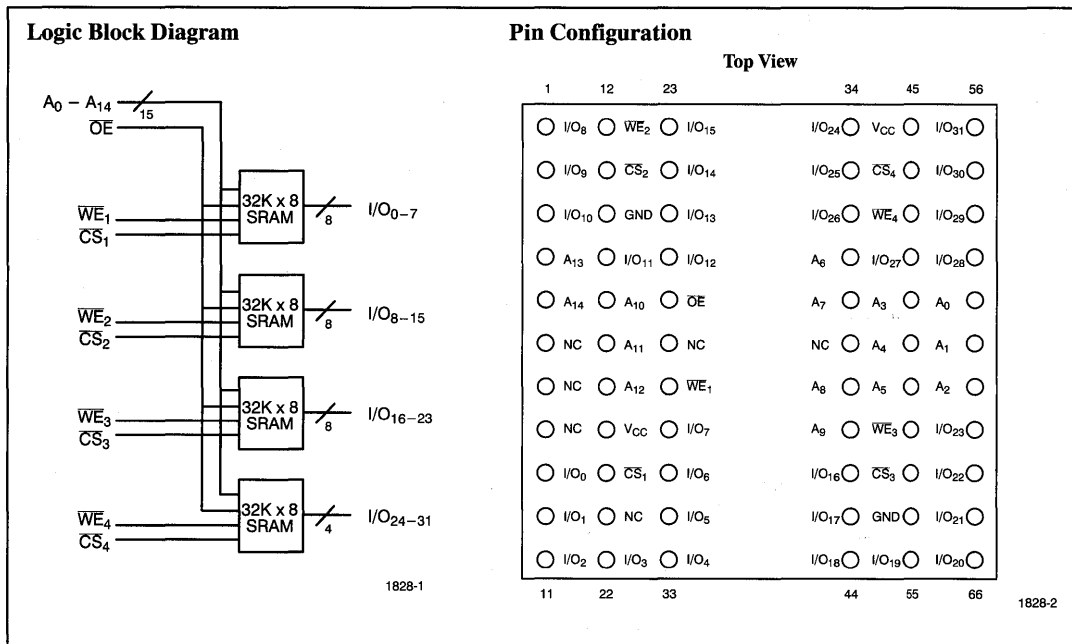 Logic Block Diagram
A0 – A14
15
OE
32K x 8
SRAM
WE1
CS1
8
I/O0–7
32K x 8
SRAM
WE2
CS2
8
I/O8–15
32K x 8
SRAM
WE3
CS3
8
I/O16–23
32K x 8
SRAM
WE4
CS4
4
I/O24–31
1828-1
Pin Configuration
Top View
1 12 23 34 45 56
I/O8 WE2 I/O15 I/O24 VCC I/O31
I/O9 CS2 I/O14 I/O25 CS4 I/O30
I/O10 GND I/O13 I/O26 WE4 I/O29
A13 I/O11 I/O12 A6 I/O27 I/O28
A14 A10 OE A7 A3 A0
NC A11 NC NC A4 A1
NC A12 WE1 A8 A5 A2
NC VCC I/O7 A9 WE3 I/O23
I/O0 CS1 I/O6 I/O16 CS3 I/O22
I/O1 NC I/O5 I/O17 GND I/O21
I/O2 I/O3 I/O4 I/O18 I/O19 I/O20
11 22 33 44 55 66
1828-2